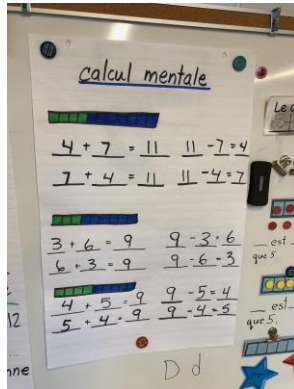 calcul mentale
4 + 7 = 11  11 - 7 = 4
7 + 4 = 11  11 - 4 = 7
3 + 6 = 9  9 - 3 = 6
6 + 3 = 9  9 - 6 = 3
4 + 5 = 9  9 - 5 = 4
5 + 4 = 9  9 - 4 = 5
D d
Le
est
que 5.
est
que 5.
12
nne